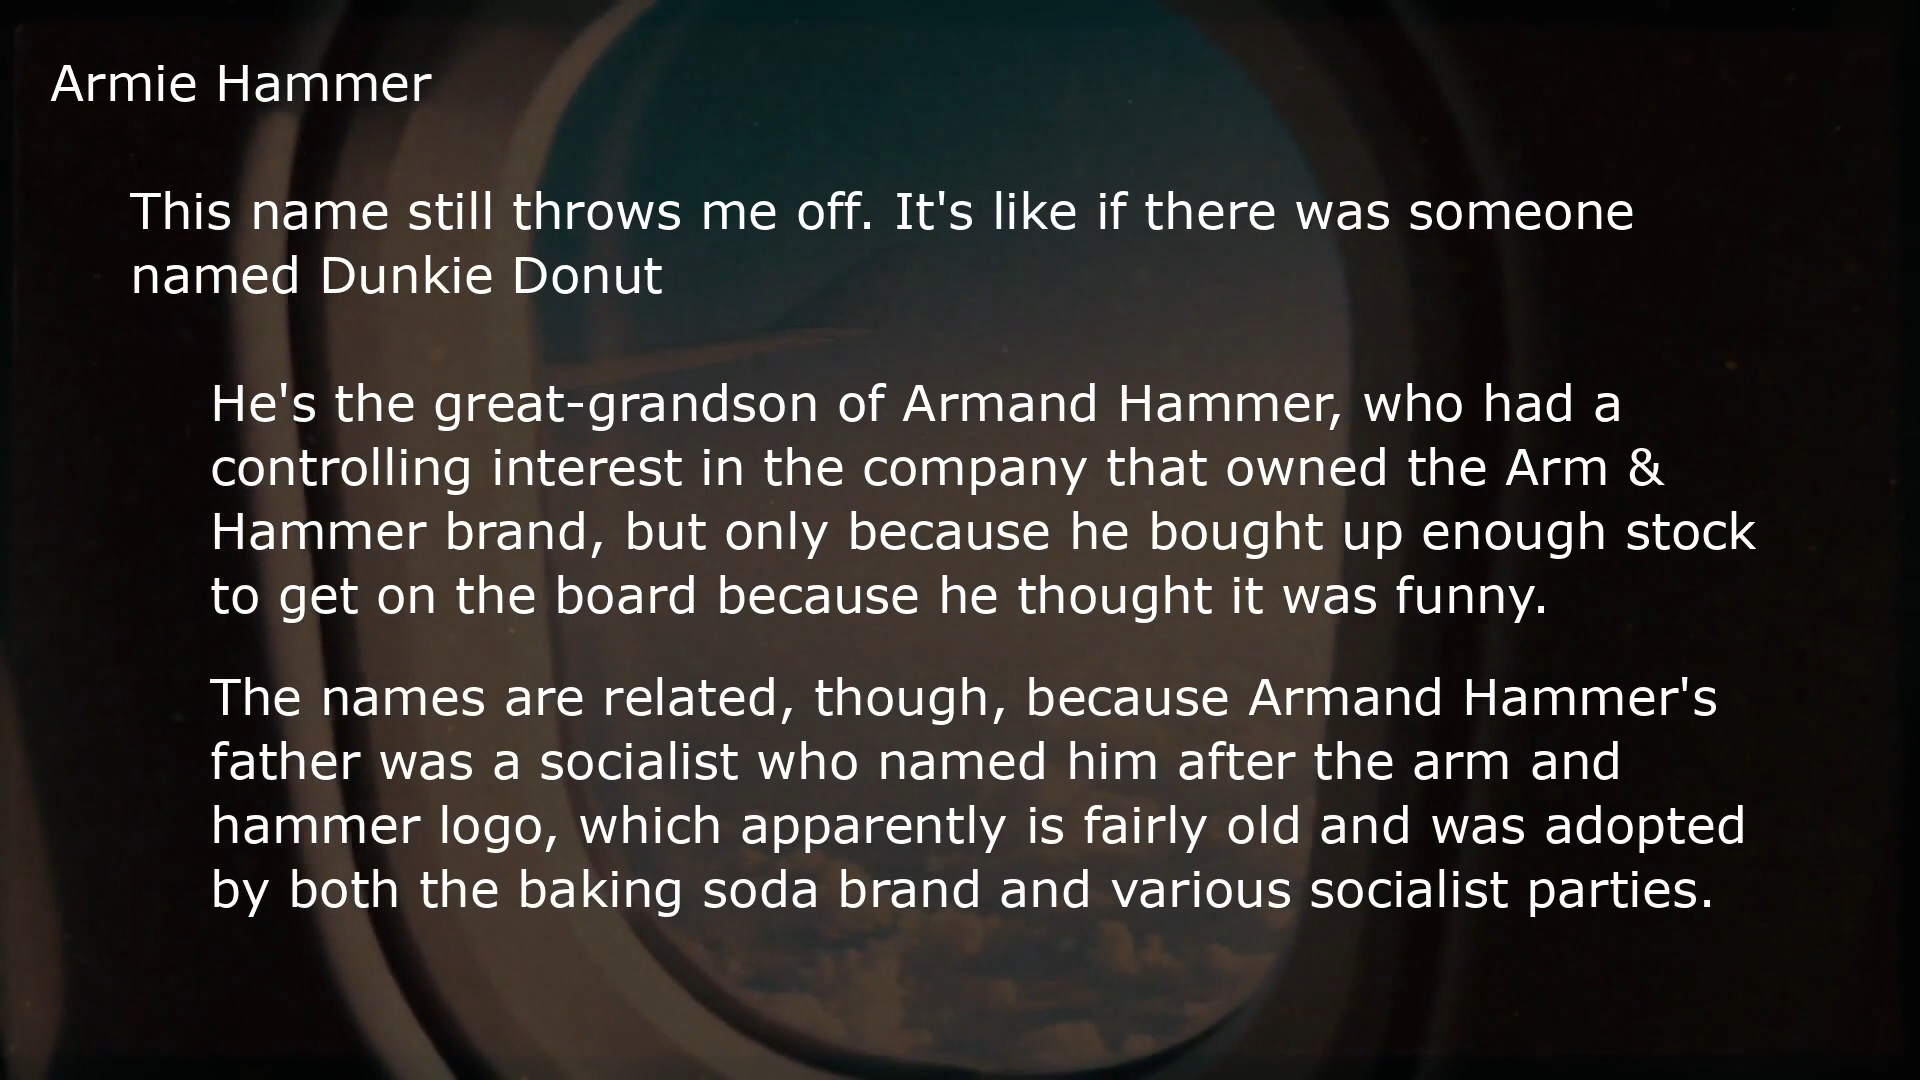 Armie Hammer
This name still throws me off. It's like if there was someone
named Dunkie Donut
He's the great-grandson of Armand Hammer, who had a
controlling interest in the company that owned the Arm &
Hammer brand, but only because he bought up enough stock
to get on the board because he thought it was funny.
The names are related, though, because Armand Hammer's
father was a socialist who named him after the arm and
hammer logo, which apparently is fairly old and was adopted
by both the baking soda brand and various socialist parties.